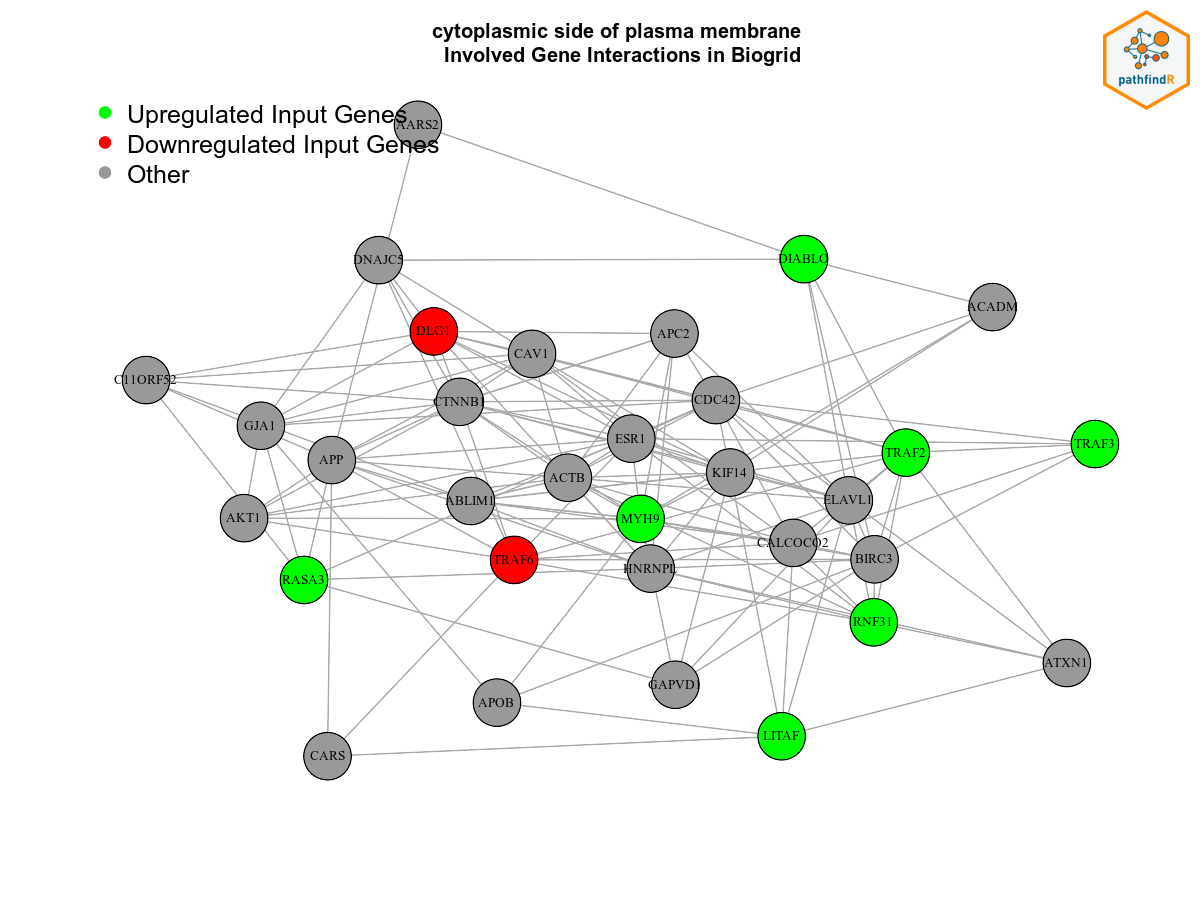 cytoplasmic side of plasma membrane
Involved Gene Interactions in Biogrid
pathfindR
Upregulated Input Genes
Downregulated Input Genes
Other
AARS2
DNAJC5
DIABLO
ACADM
DLG1
APC2
CAV1
C11ORF52
CTNNB1
CDC42
GJA1
ESR1
TRAF3
TRAF2
APP
KIF14
ACTB
ABLIM1
ELAVL1
AKT1
MYH9
CALCOCO2
TRAF6
BIRC3
HNRNPL
RASA3
RNF31
ATXN1
GAPVD1
APOB
LITAF
CARS